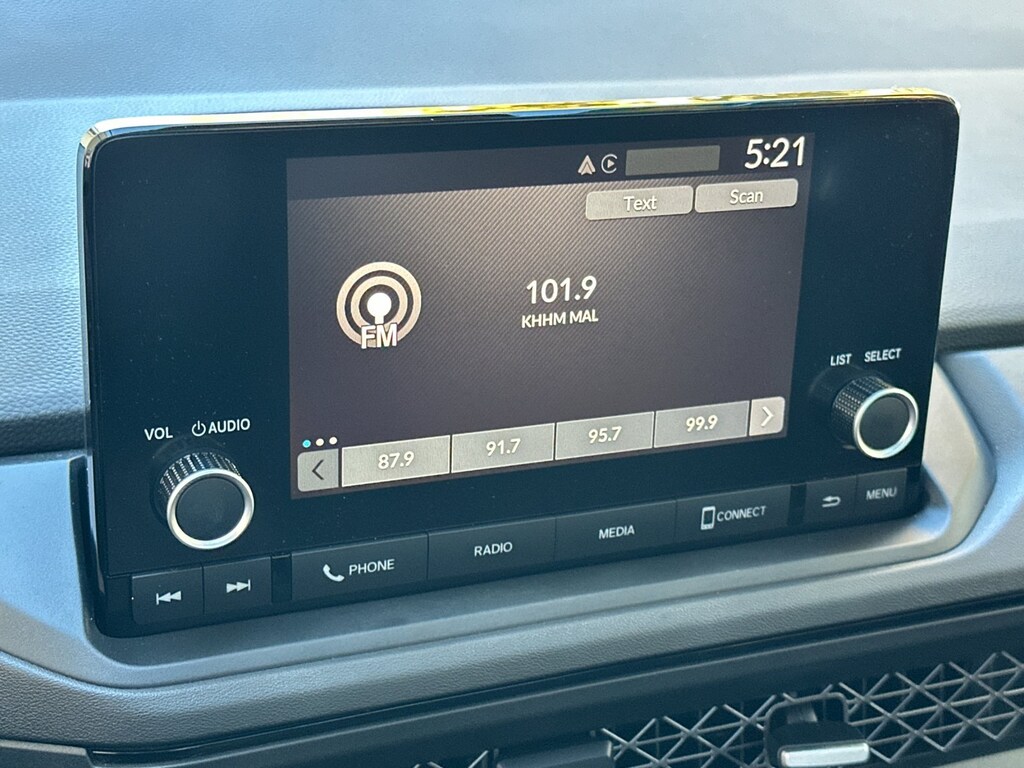 5:21
Text Scan
101.9
KHHM MAL
FM
LIST SELECT
VOL AUDIO
87.9 91.7 95.7 99.9
PHONE RADIO MEDIA CONNECT MENU